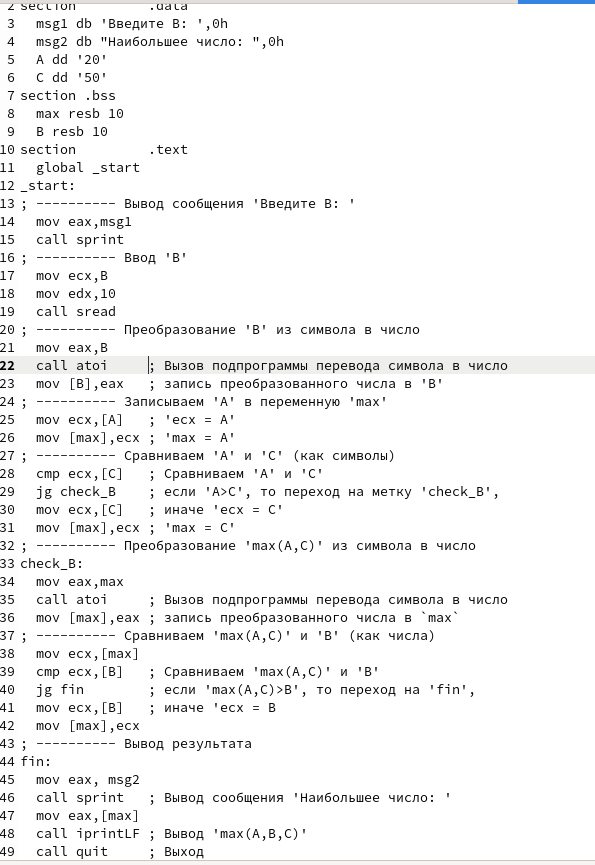 2 section         .data
3   msg1 db 'Введите B: ',0h
4   msg2 db "Наибольшее число: ",0h
5   A dd '20'
6   C dd '50'
7 section .bss
8   max resb 10
9   B resb 10
10 section         .text
11   global _start
12 _start:
13 ; ---------- Вывод сообщения 'Введите B: '
14   mov eax,msg1
15   call sprint
16 ; ---------- Ввод 'B'
17   mov ecx,B
18   mov edx,10
19   call sread
20 ; ---------- Преобразование 'B' из символа в число
21   mov eax,B
22   call atoi     ; Вызов подпрограммы перевода символа в число
23   mov [B],eax   ; запись преобразованного числа в 'B'
24 ; ---------- Записываем 'A' в переменную 'max'
25   mov ecx,[A]   ; 'ecx = A'
26   mov [max],ecx ; 'max = A'
27 ; ---------- Сравниваем 'A' и 'С' (как символы)
28   cmp ecx,[C]   ; Сравниваем 'A' и 'С'
29   jg check_B    ; если 'A>C', то переход на метку 'check_B',
30   mov ecx,[C]   ; иначе 'ecx = C'
31   mov [max],ecx ; 'max = C'
32 ; ---------- Преобразование 'max(A,C)' из символа в число
33 check_B:
34   mov eax,max
35   call atoi     ; Вызов подпрограммы перевода символа в число
36   mov [max],eax ; запись преобразованного числа в `max`
37 ; ---------- Сравниваем 'max(A,C)' и 'B' (как числа)
38   mov ecx,[max]
39   cmp ecx,[B]   ; Сравниваем 'max(A,C)' и 'B'
40   jg fin        ; если 'max(A,C)>B', то переход на 'fin',
41   mov ecx,[B]   ; иначе 'ecx = B
42   mov [max],ecx
43 ; ---------- Вывод результата
44 fin:
45   mov eax, msg2
46   call sprint   ; Вывод сообщения 'Наибольшее число: '
47   mov eax,[max]
48   call iprintLF ; Вывод 'max(A,B,C)'
49   call quit     ; Выход